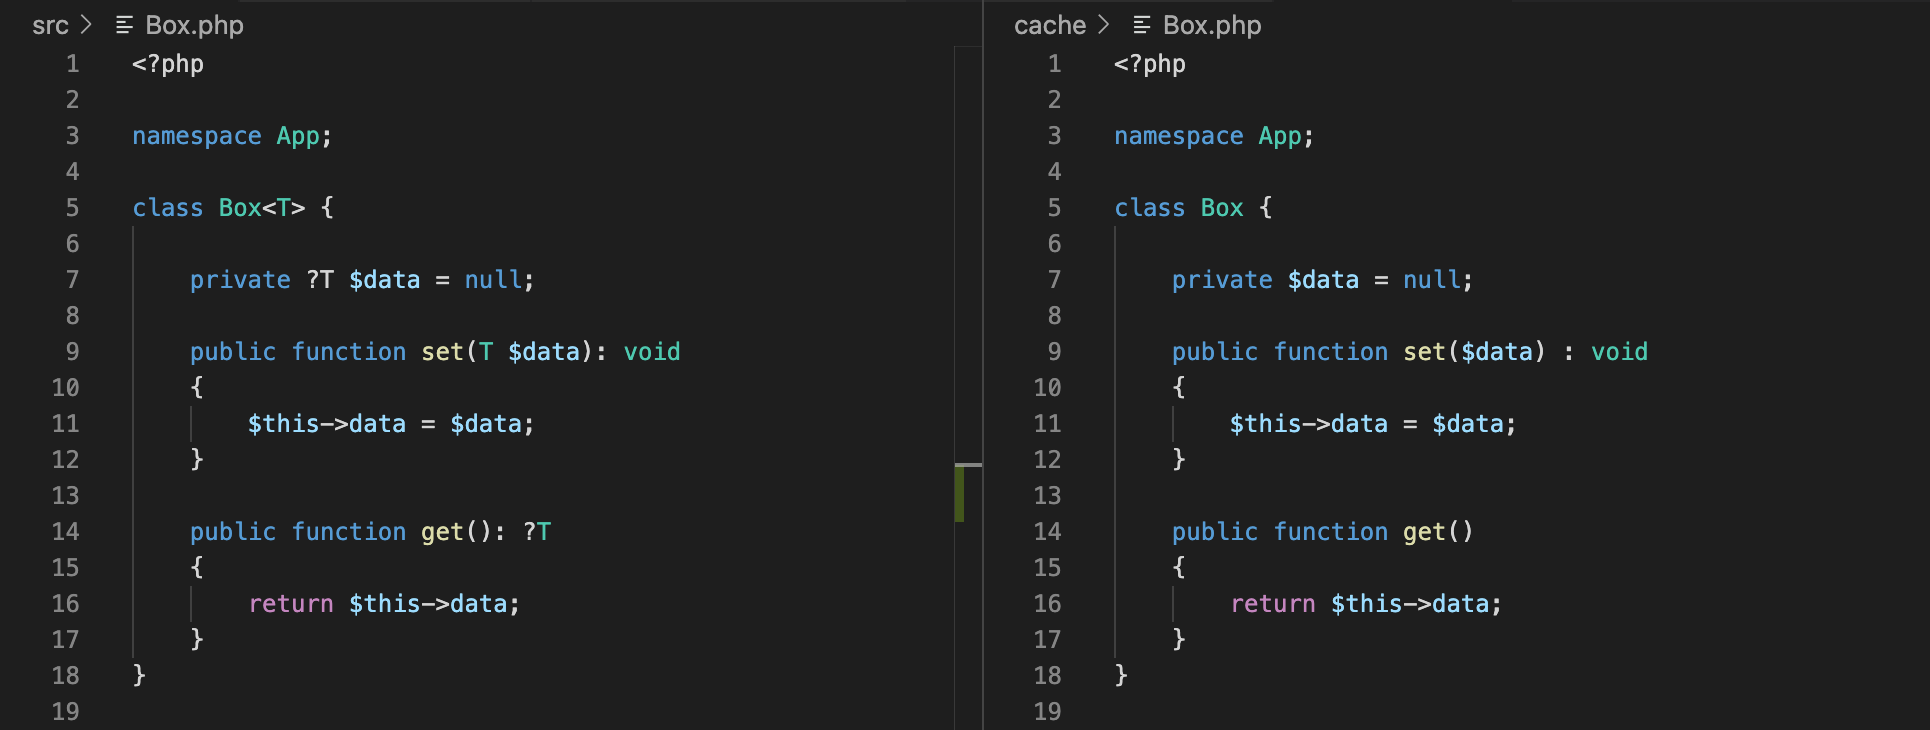 src > Box.php
1 <?php
2
3 namespace App;
4
5 class Box<T> {
6
7     private ?T $data = null;
8
9     public function set(T $data): void
10     {
11         $this->data = $data;
12     }
13
14     public function get(): ?T
15     {
16         return $this->data;
17     }
18 }
19
cache > Box.php
1 <?php
2
3 namespace App;
4
5 class Box {
6
7     private $data = null;
8
9     public function set($data) : void
10     {
11         $this->data = $data;
12     }
13
14     public function get()
15     {
16         return $this->data;
17     }
18 }
19